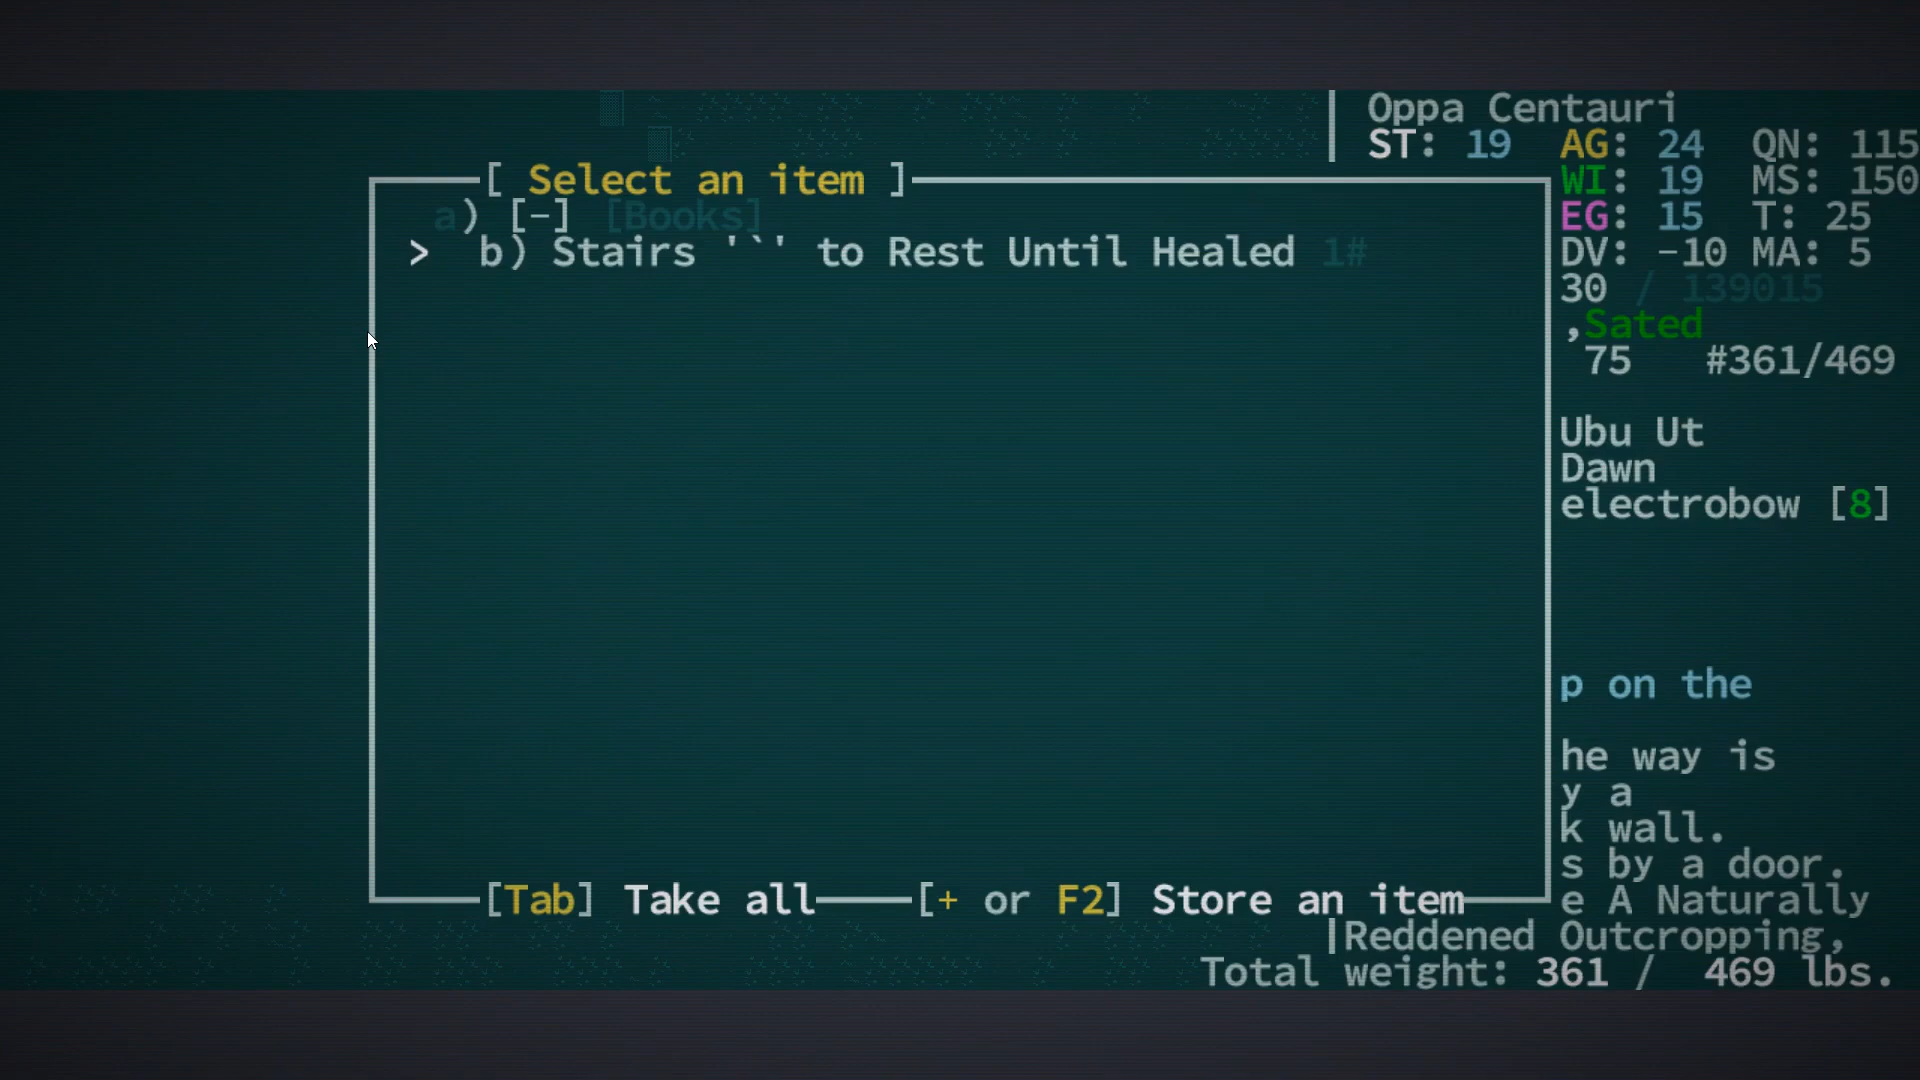 Oppa Centauri
ST: 19 AG: 24 QN: 115
[ Select an item ] WI: 19 MS: 150
a) [-] [Books] EG: 15 T: 25
> b) Stairs '`' to Rest Until Healed 1# DV: -10 MA: 5
30 / 139015
,Sated
75 #361/469
Ubu Ut
Dawn
electrobow [8]
p on the
he way is
y a
k wall.
s by a door.
[Tab] Take all [+ or F2] Store an item e A Naturally
|Reddened Outcropping,
Total weight: 361 / 469 lbs.